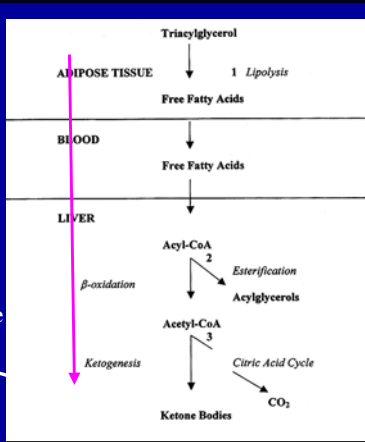 Triacylglycerol
ADIPOSE TISSUE
1 Lipolysis
Free Fatty Acids
BLOOD
Free Fatty Acids
LIVER
Acyl-CoA
2
Esterification
β-oxidation
Acylglycerols
Acetyl-CoA
3
Ketogenesis
Citric Acid Cycle
CO₂
Ketone Bodies